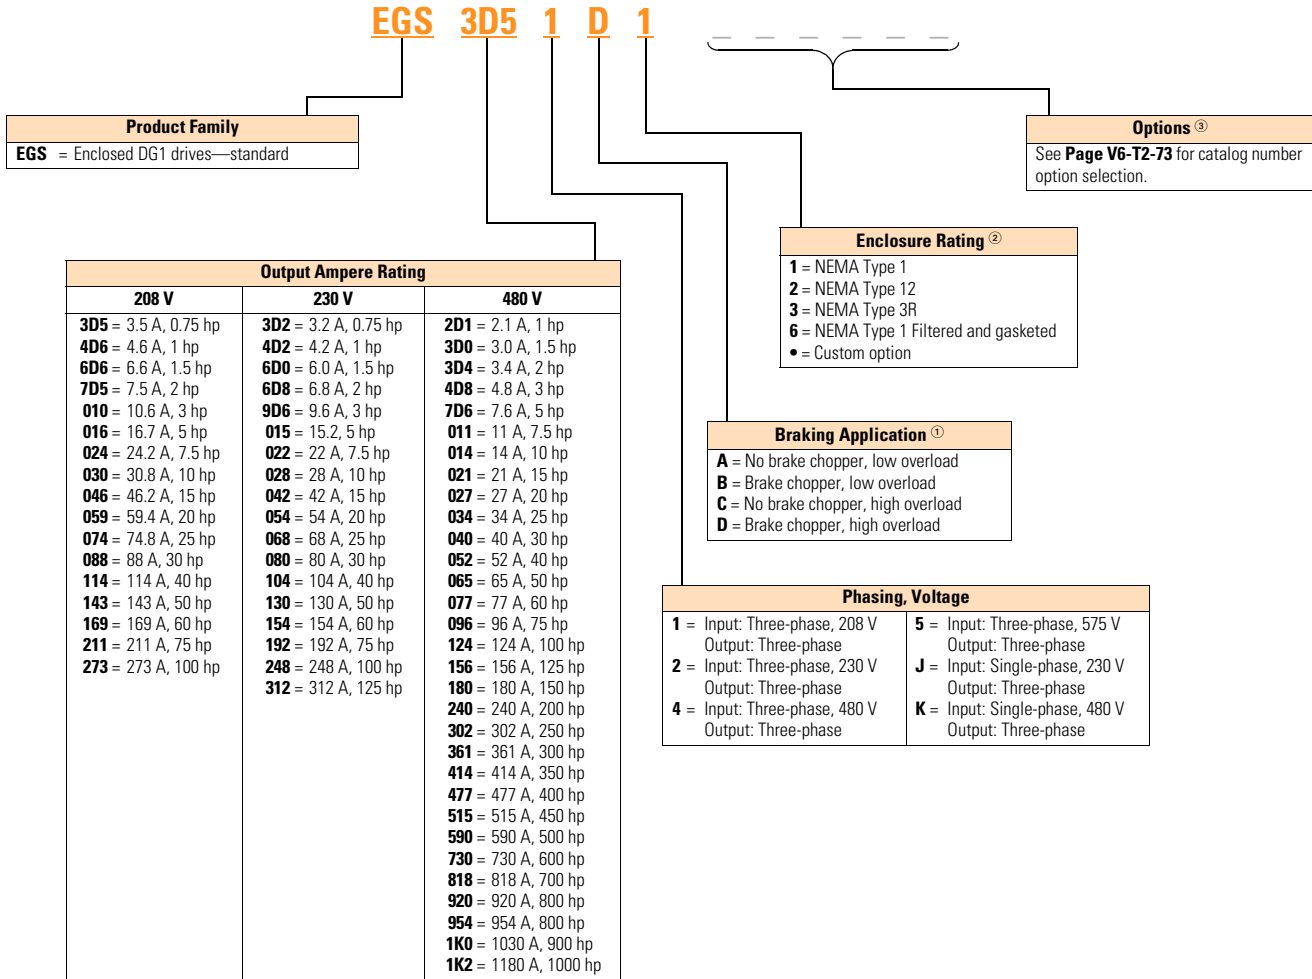 EGS 3D5 1 D 1 _ _ _ _ _ _
Product Family
EGS = Enclosed DG1 drives—standard
Options ③
See Page V6-T2-73 for catalog number
option selection.
Enclosure Rating ②
1 = NEMA Type 1
2 = NEMA Type 12
3 = NEMA Type 3R
6 = NEMA Type 1 Filtered and gasketed
• = Custom option
Output Ampere Rating
208 V
3D5 = 3.5 A, 0.75 hp
4D6 = 4.6 A, 1 hp
6D6 = 6.6 A, 1.5 hp
7D5 = 7.5 A, 2 hp
010 = 10.6 A, 3 hp
016 = 16.7 A, 5 hp
024 = 24.2 A, 7.5 hp
030 = 30.8 A, 10 hp
046 = 46.2 A, 15 hp
059 = 59.4 A, 20 hp
074 = 74.8 A, 25 hp
088 = 88 A, 30 hp
114 = 114 A, 40 hp
143 = 143 A, 50 hp
169 = 169 A, 60 hp
211 = 211 A, 75 hp
273 = 273 A, 100 hp
230 V
3D2 = 3.2 A, 0.75 hp
4D2 = 4.2 A, 1 hp
6D0 = 6.0 A, 1.5 hp
6D8 = 6.8 A, 2 hp
9D6 = 9.6 A, 3 hp
015 = 15.2, 5 hp
022 = 22 A, 7.5 hp
028 = 28 A, 10 hp
042 = 42 A, 15 hp
054 = 54 A, 20 hp
068 = 68 A, 25 hp
080 = 80 A, 30 hp
104 = 104 A, 40 hp
130 = 130 A, 50 hp
154 = 154 A, 60 hp
192 = 192 A, 75 hp
248 = 248 A, 100 hp
312 = 312 A, 125 hp
480 V
2D1 = 2.1 A, 1 hp
3D0 = 3.0 A, 1.5 hp
3D4 = 3.4 A, 2 hp
4D8 = 4.8 A, 3 hp
7D6 = 7.6 A, 5 hp
011 = 11 A, 7.5 hp
014 = 14 A, 10 hp
021 = 21 A, 15 hp
027 = 27 A, 20 hp
034 = 34 A, 25 hp
040 = 40 A, 30 hp
052 = 52 A, 40 hp
065 = 65 A, 50 hp
077 = 77 A, 60 hp
096 = 96 A, 75 hp
124 = 124 A, 100 hp
156 = 156 A, 125 hp
180 = 180 A, 150 hp
240 = 240 A, 200 hp
302 = 302 A, 250 hp
361 = 361 A, 300 hp
414 = 414 A, 350 hp
477 = 477 A, 400 hp
515 = 515 A, 450 hp
590 = 590 A, 500 hp
730 = 730 A, 600 hp
818 = 818 A, 700 hp
920 = 920 A, 800 hp
954 = 954 A, 800 hp
1K0 = 1030 A, 900 hp
1K2 = 1180 A, 1000 hp
Braking Application ①
A = No brake chopper, low overload
B = Brake chopper, low overload
C = No brake chopper, high overload
D = Brake chopper, high overload
Phasing, Voltage
1 = Input: Three-phase, 208 V
Output: Three-phase
2 = Input: Three-phase, 230 V
Output: Three-phase
4 = Input: Three-phase, 480 V
Output: Three-phase
5 = Input: Three-phase, 575 V
Output: Three-phase
J = Input: Single-phase, 230 V
Output: Three-phase
K = Input: Single-phase, 480 V
Output: Three-phase